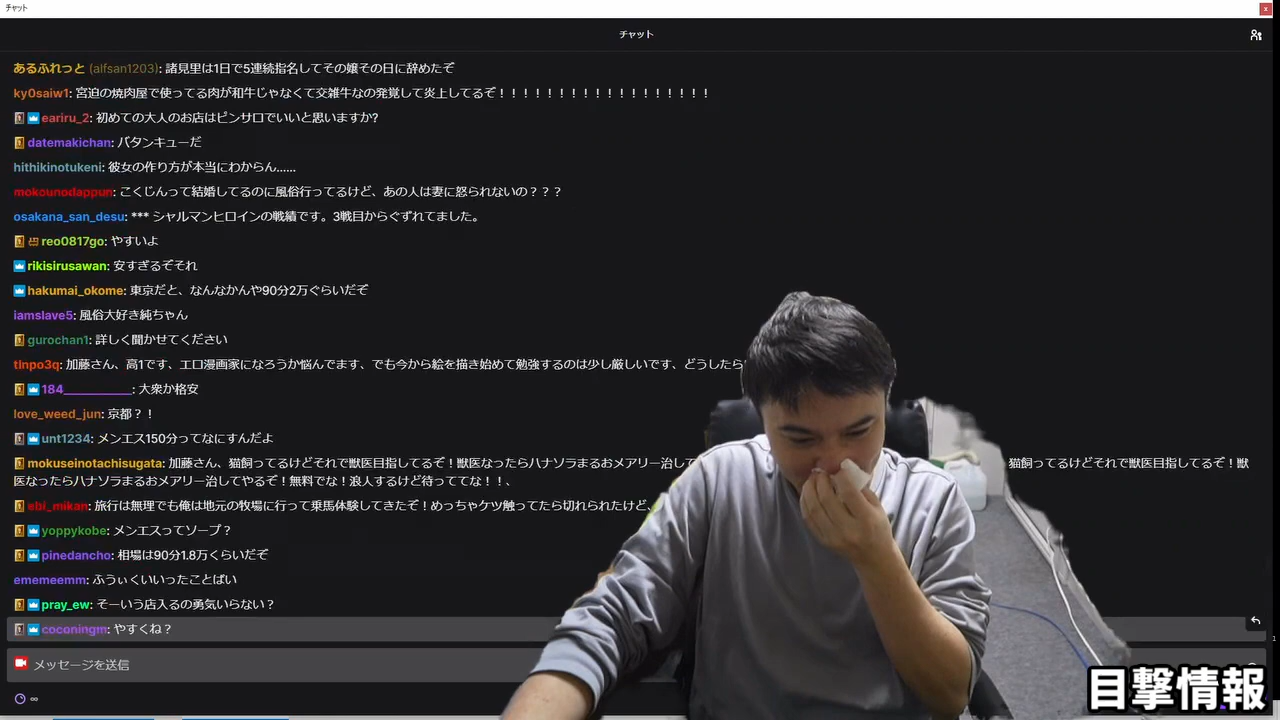 チャット
チャット
あるふれっと (alfsan1203): 諸見里は1日で5連続指名してその嬢その日に辞めたぞ
ky0saiw1: 宮迫の焼肉屋で使ってる肉が和牛じゃなくて交雑牛なの発覚して炎上してるぞ！！！！！！！！！！！！！！！！！！
eariru_2: 初めての大人のお店はピンサロでいいと思いますか?
datemakichan: バタンキューだ
hithikinotukeni: 彼女の作り方が本当にわからん......
mokounodappun: こくじんって結婚してるのに風俗行ってるけど、あの人は妻に怒られないの？？？
osakana_san_desu: *** シャルマンヒロインの戦績です。3戦目からぐずれてました。
reo0817go: やすいよ
rikisirusawan: 安すぎるぞそれ
hakumai_okome: 東京だと、なんなかんや90分2万ぐらいだぞ
iamslave5: 風俗大好き純ちゃん
gurochan1: 詳しく聞かせてください
tinpo3q: 加藤さん、高1です、エロ漫画家になろうか悩んでます、でも今から絵を描き始めて勉強するのは少し厳しいです、どうしたら
184__________: 大衆か格安
love_weed_jun: 京都？！
unt1234: メンエス150分ってなにすんだよ
mokuseinotachisugata: 加藤さん、猫飼ってるけどそれで獣医目指してるぞ！獣医なったらハナソラまるおメアリー治して 猫飼ってるけどそれで獣医目指してるぞ！獣
医なったらハナソラまるおメアリー治してやるぞ！無料でな！浪人するけど待っててな！！、
ebi_mikan: 旅行は無理でも俺は地元の牧場に行って乗馬体験してきたぞ！めっちゃケツ触ってたら切れられたけど、
yoppykobe: メンエスってソープ？
pinedancho: 相場は90分1.8万くらいだぞ
ememeemm: ふうぃくいいったことばい
pray_ew: そーいう店入るの勇気いらない？
coconingm: やすくね？
メッセージを送信
∞
目撃情報